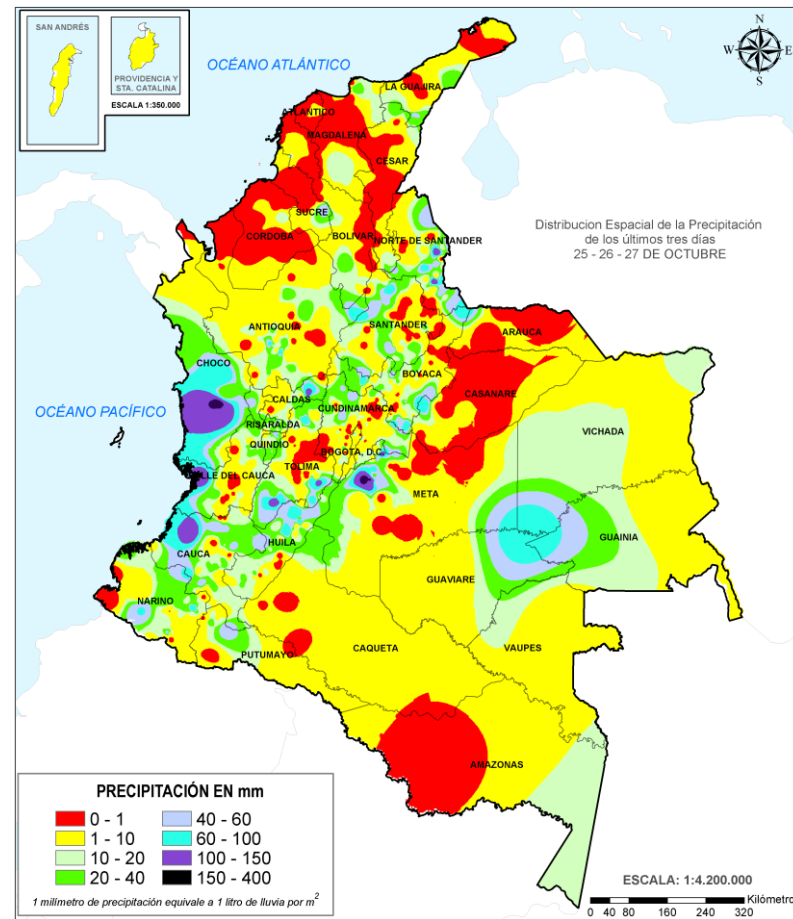 SAN ANDRÉS
PROVIDENCIA Y
STA. CATALINA
ESCALA 1:350.000
OCÉANO ATLÁNTICO
N
W
E
S
LA GUAJIRA
ATLANTICO
MAGDALENA
CESAR
SUCRE
CORDOBA
BOLIVAR
NORTE DE SANTANDER
Distribucion Espacial de la Precipitación
de los últimos tres días
25 - 26 - 27 DE OCTUBRE
ANTIOQUIA
SANTANDER
ARAUCA
CHOCO
BOYACA
CASANARE
OCÉANO PACÍFICO
CALDAS
CUNDINAMARCA
RISARALDA
VICHADA
QUINDIO
BOGOTA, D.C.
TOLIMA
VALLE DEL CAUCA
META
HUILA
GUAINIA
CAUCA
GUAVIARE
NARINO
CAQUETA
VAUPES
PUTUMAYO
AMAZONAS
PRECIPITACIÓN EN mm
0 - 1
40 - 60
1 - 10
60 - 100
10 - 20
100 - 150
20 - 40
150 - 400
1 milímetro de precipitación equivale a 1 litro de lluvia por m2
ESCALA: 1:4.200.000
Kilómetro
0 40 80 160 240 320